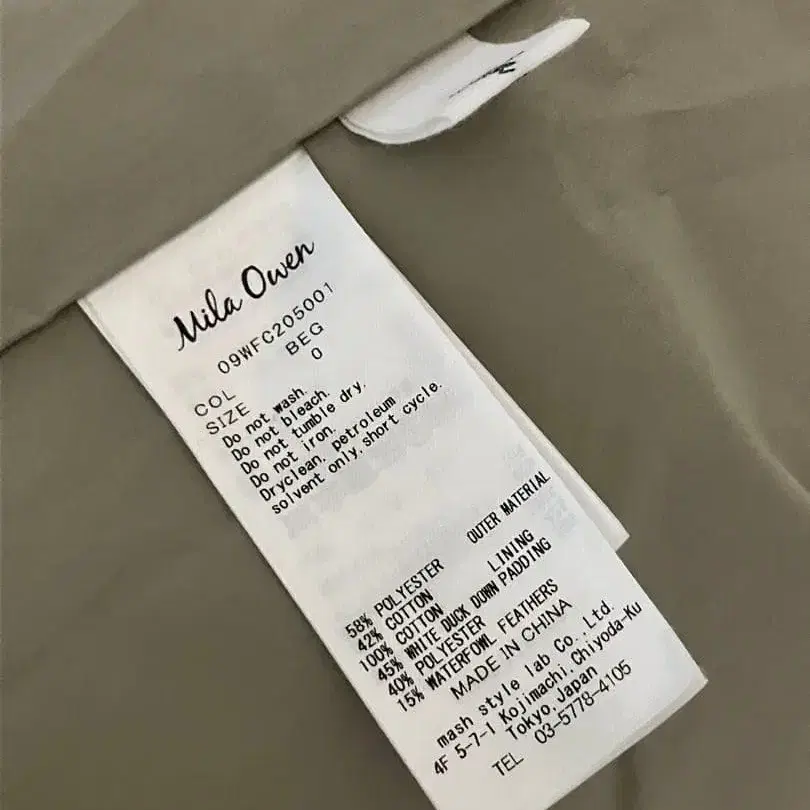 Mila Owen
09WFC205001
COL BEG
SIZE 0
Do not wash.
Do not bleach.
Do not tumble dry.
Do not iron.
Dryclean, petroleum
solvent only, short cycle.
OUTER MATERIAL
58% POLYESTER
42% COTTON
LINING
100% COTTON
45% WHITE DUCK DOWN PADDING
40% POLYESTER
15% WATERFOWL FEATHERS
MADE IN CHINA
mash style lab Co., Ltd.
4F 5-7-1 Kojimachi, Chiyoda-Ku
Tokyo, Japan
TEL 03-5778-4105